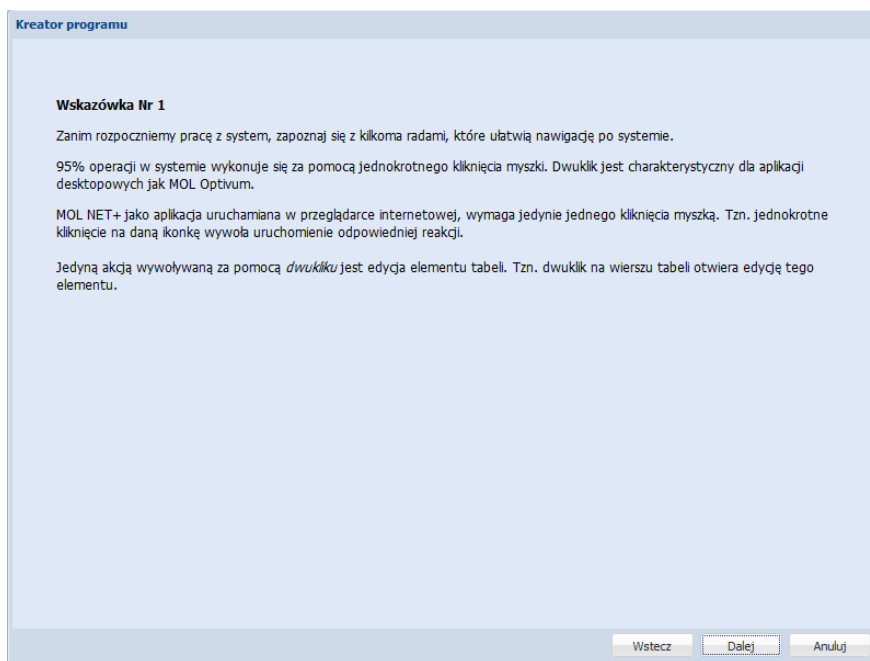 Kreator programu
Wskazówka Nr 1
Zanim rozpoczniemy pracę z system, zapoznaj się z kilkoma radami, które ułatwią nawigację po systemie.
95% operacji w systemie wykonuje się za pomocą jednokrotnego kliknięcia myszki. Dwuklik jest charakterystyczny dla aplikacji
desktopowych jak MOL Optivum.
MOL NET+ jako aplikacja uruchamiana w przeglądarce internetowej, wymaga jedynie jednego kliknięcia myszką. Tzn. jednokrotne
kliknięcie na daną ikonkę wywoła uruchomienie odpowiedniej reakcji.
Jedyną akcją wywoływaną za pomocą dwukliku jest edycja elementu tabeli. Tzn. dwuklik na wierszu tabeli otwiera edycję tego
elementu.
Wstecz Dalej Anuluj